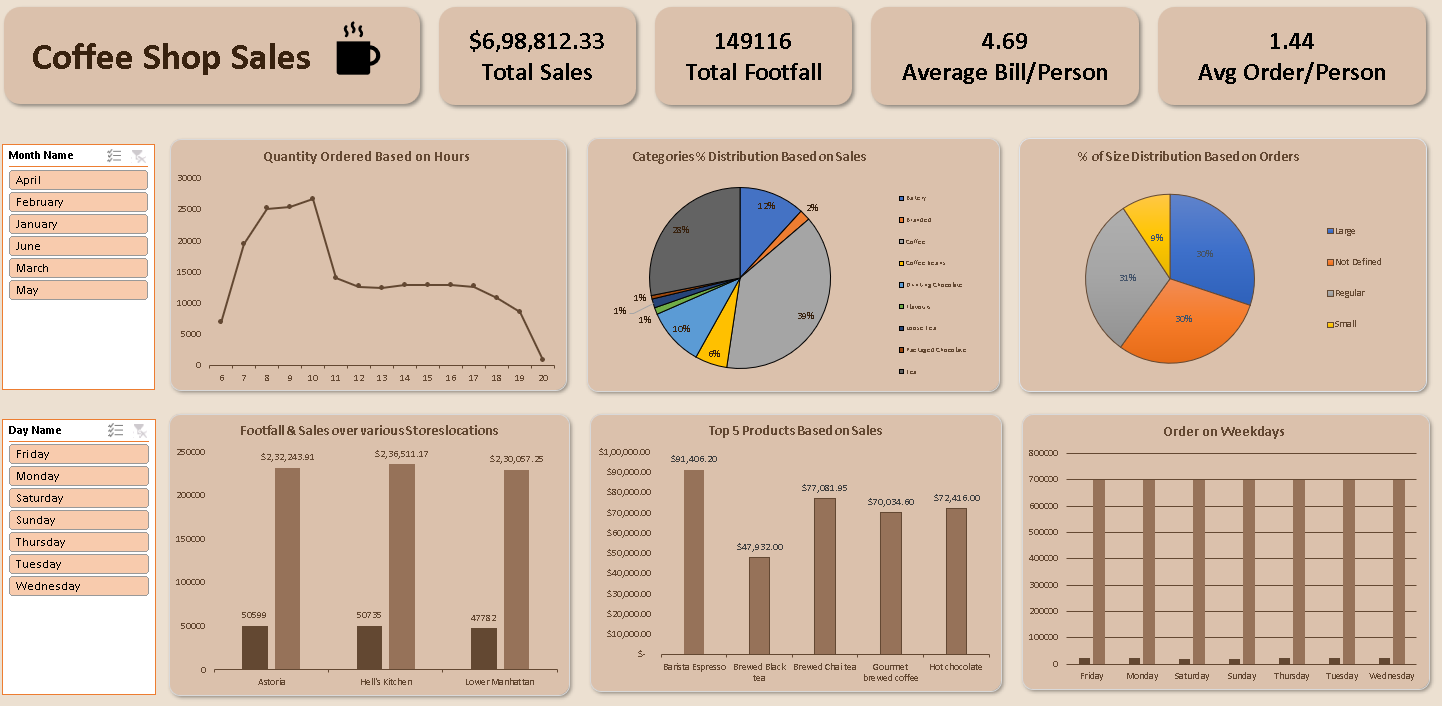 Coffee Shop Sales
$6,98,812.33
Total Sales
149116
Total Footfall
4.69
Average Bill/Person
1.44
Avg Order/Person
Month Name
April
February
January
June
March
May
Quantity Ordered Based on Hours
30000
25000
20000
15000
10000
5000
0
6 7 8 9 10 11 12 13 14 15 16 17 18 19 20
Categories % Distribution Based on Sales
12%
2%
39%
6%
10%
1%
1%
1%
28%
Bakery
Branded
Coffee
Coffee beans
Drinking Chocolate
Flavours
Loose Tea
Packaged Chocolate
Tea
% of Size Distribution Based on Orders
30%
30%
31%
9%
Large
Not Defined
Regular
Small
Day Name
Friday
Monday
Saturday
Sunday
Thursday
Tuesday
Wednesday
Footfall & Sales over various Storeslocations
250000
200000
150000
100000
50000
0
50599
$2,32,243.91
50735
$2,36,511.17
47782
$2,30,057.25
Astoria
Hell's Kitchen
Lower Manhattan
Top 5 Products Based on Sales
$1,00,000.00
$90,000.00
$80,000.00
$70,000.00
$60,000.00
$50,000.00
$40,000.00
$30,000.00
$20,000.00
$10,000.00
$-
$91,406.20
$47,932.00
$77,081.95
$70,034.60
$72,416.00
Barista Espresso
Brewed Black
tea
Brewed Chai tea
Gourmet
brewed coffee
Hot chocolate
Order on Weekdays
800000
700000
600000
500000
400000
300000
200000
100000
0
Friday
Monday
Saturday
Sunday
Thursday
Tuesday
Wednesday